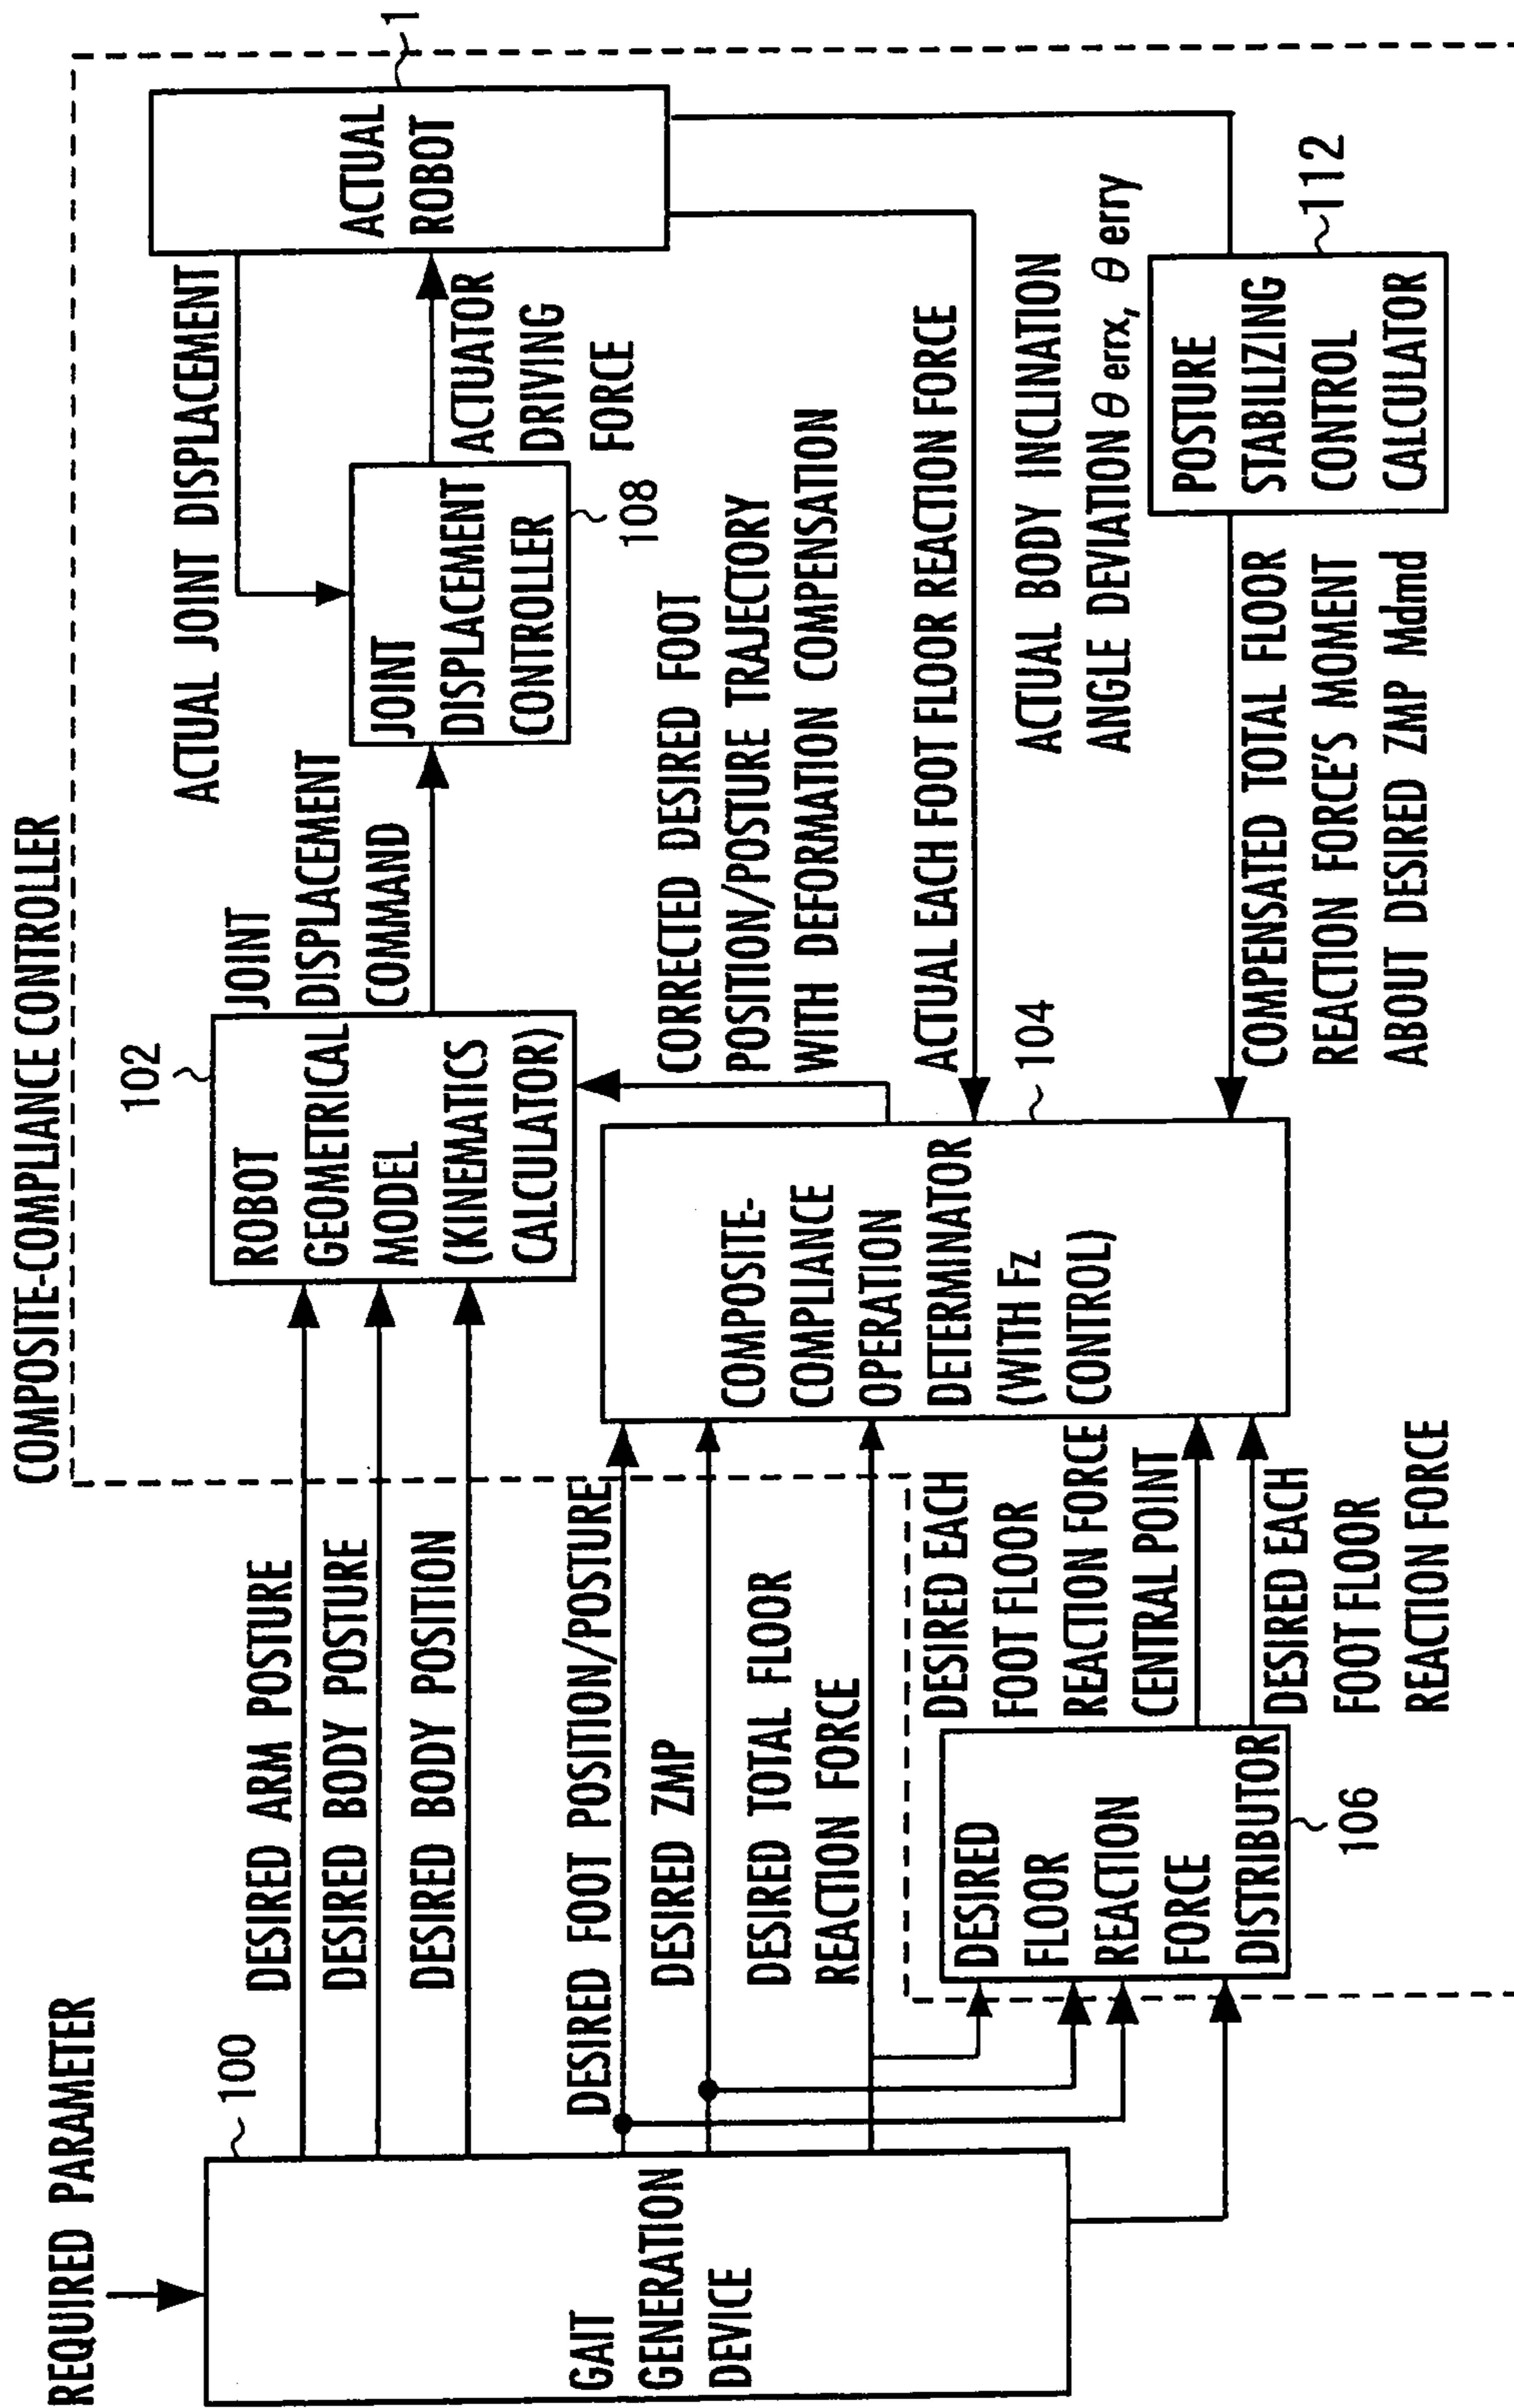 COMPOSITE-COMPLIANCE CONTROLLER
REQUIRED PARAMETER
100
GAIT
GENERATION
DEVICE
DESIRED ARM POSTURE
DESIRED BODY POSTURE
DESIRED BODY POSITION
DESIRED FOOT POSITION/POSTURE
DESIRED ZMP
DESIRED TOTAL FLOOR
REACTION FORCE
102
ROBOT
GEOMETRICAL
MODEL
(KINEMATICS
CALCULATOR)
JOINT
DISPLACEMENT
COMMAND
ACTUAL JOINT DISPLACEMENT
JOINT
DISPLACEMENT
CONTROLLER
108
ACTUATOR
DRIVING
FORCE
ACTUAL
ROBOT
1
CORRECTED DESIRED FOOT
POSITION/POSTURE TRAJECTORY
WITH DEFORMATION COMPENSATION
COMPOSITE-
COMPLIANCE
OPERATION
DETERMINATOR
(WITH Fz
CONTROL)
104
ACTUAL EACH FOOT FLOOR REACTION FORCE
ACTUAL BODY INCLINATION
ANGLE DEVIATION θ errx, θ erry
DESIRED
FLOOR
REACTION
FORCE
DISTRIBUTOR
106
DESIRED EACH
FOOT FLOOR
REACTION FORCE
CENTRAL POINT
DESIRED EACH
FOOT FLOOR
REACTION FORCE
COMPENSATED TOTAL FLOOR
REACTION FORCE'S MOMENT
ABOUT DESIRED ZMP Mdmd
POSTURE
STABILIZING
CONTROL
CALCULATOR
112